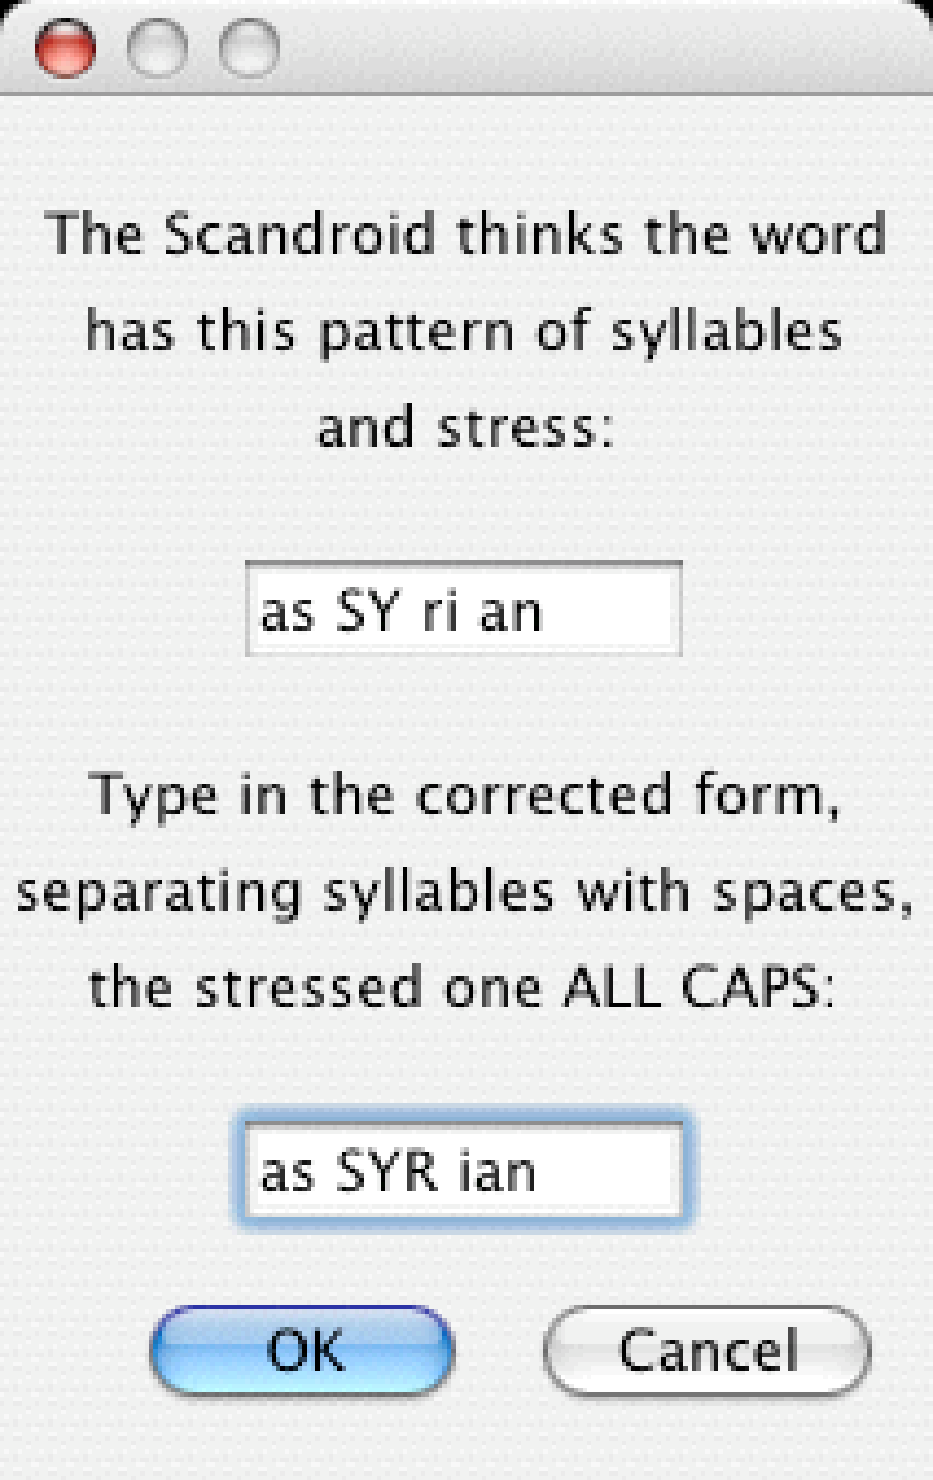 The Scandroid thinks the word
has this pattern of syllables
and stress:
as SY ri an
Type in the corrected form,
separating syllables with spaces,
the stressed one ALL CAPS:
as SYR ian
OK Cancel